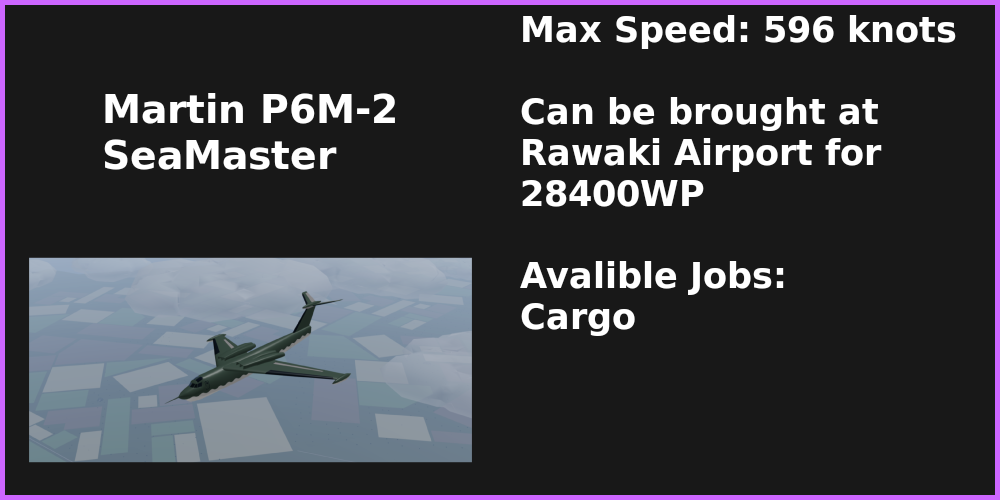 Martin P6M-2
SeaMaster
Max Speed: 596 knots
Can be brought at
Rawaki Airport for
28400WP
Avalible Jobs:
Cargo